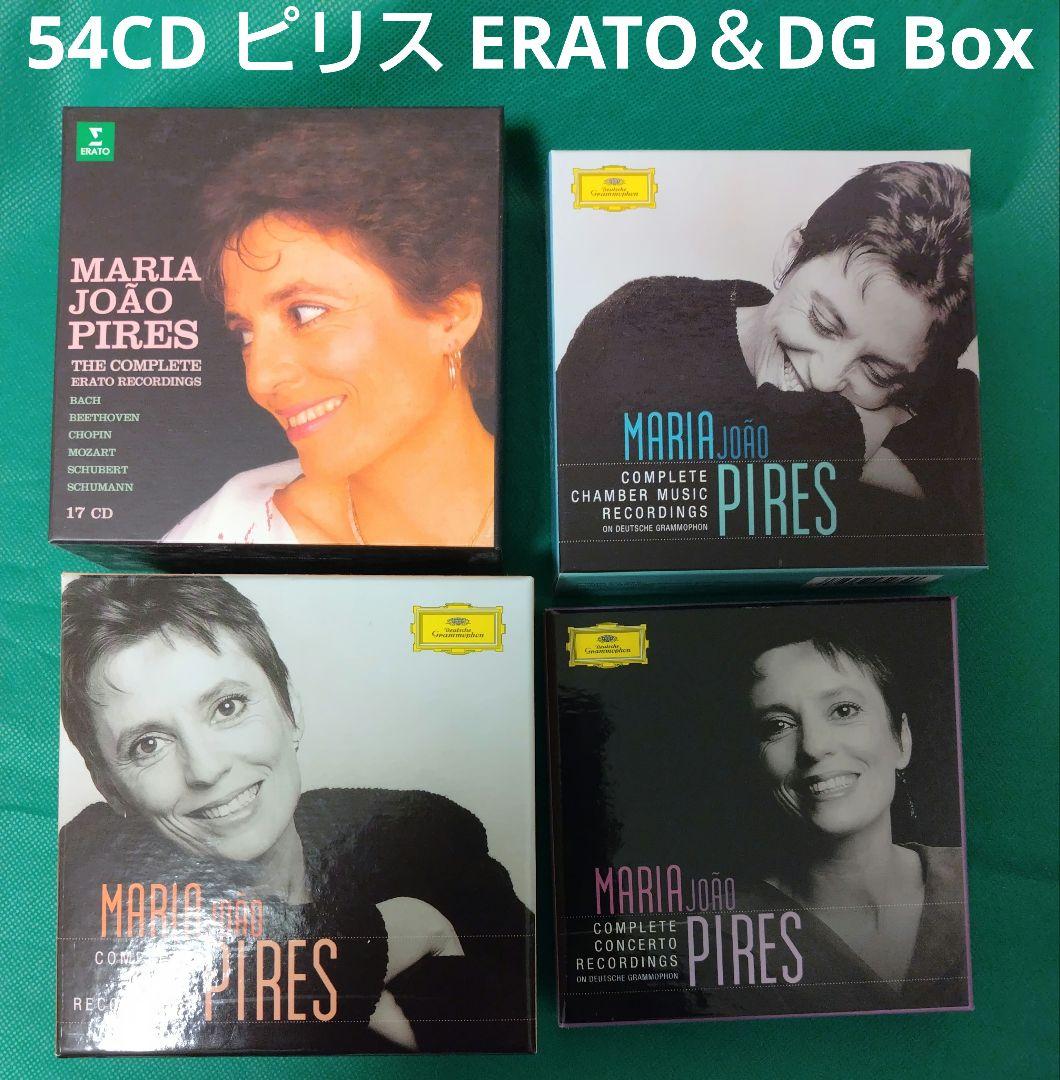 54CD ピリス ERATO＆DG Box
ERATO
MARIA
JOÃO
PIRES
THE COMPLETE
ERATO RECORDINGS
BACH
BEETHOVEN
CHOPIN
MOZART
SCHUBERT
SCHUMANN
17 CD
Deutsche
Grammophon
MARIA JOÃO
PIRES
COMPLETE
CHAMBER MUSIC
RECORDINGS
ON DEUTSCHE GRAMMOPHON
Deutsche
Grammophon
MARIA JOÃO
PIRES
Deutsche
Grammophon
MARIA JOÃO
PIRES
COMPLETE
CONCERTO
RECORDINGS
ON DEUTSCHE GRAMMOPHON